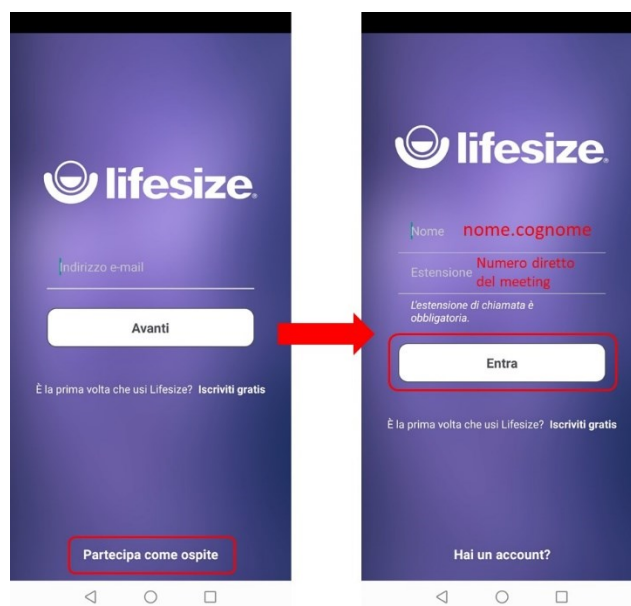 lifesize
Indirizzo e-mail
Avanti
È la prima volta che usi Lifesize? Iscriviti gratis
Partecipa come ospite
lifesize
Nome nome.cognome
Estensione Numero diretto
del meeting
L'estensione di chiamata è
obbligatoria.
Entra
È la prima volta che usi Lifesize? Iscriviti gratis
Hai un account?